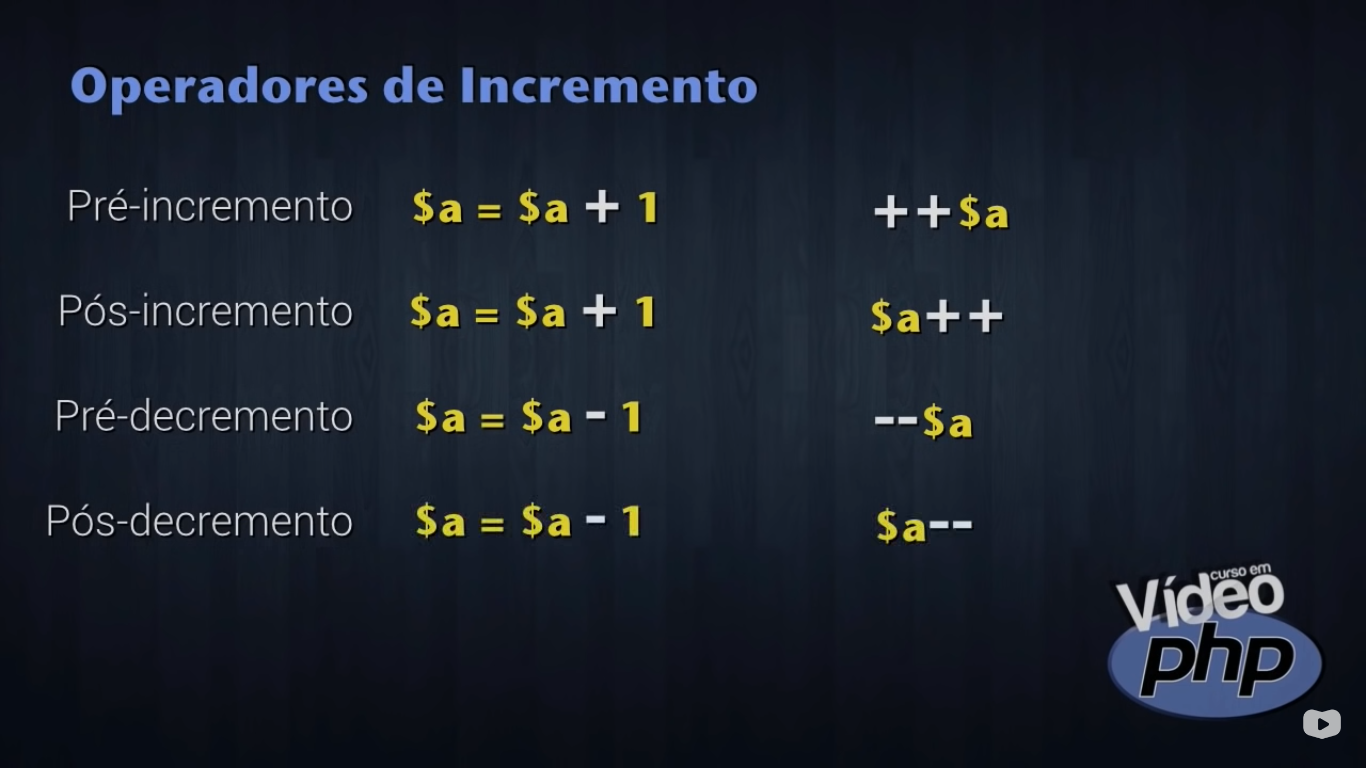 Operadores de Incremento
Pré-incremento $a = $a + 1 ++$a
Pós-incremento $a = $a + 1 $a++
Pré-decremento $a = $a - 1 --$a
Pós-decremento $a = $a - 1 $a--
curso em
Vídeo
php